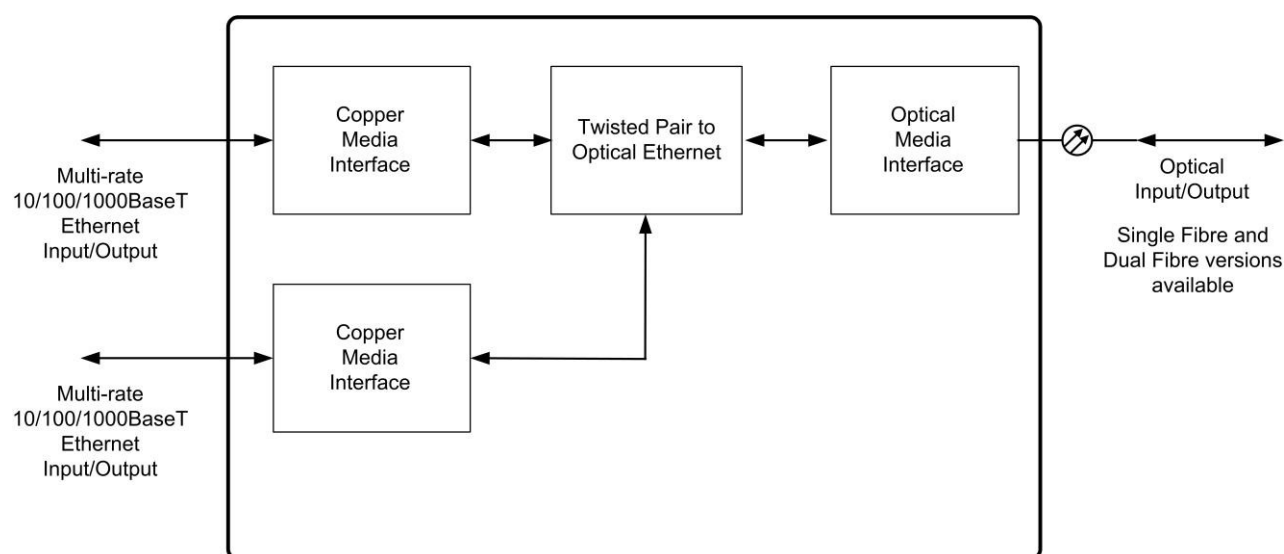 Copper
Media
Interface
Twisted Pair to
Optical Ethernet
Optical
Media
Interface
Multi-rate
10/100/1000BaseT
Ethernet
Input/Output
Optical
Input/Output
Single Fibre and
Dual Fibre versions
available
Copper
Media
Interface
Multi-rate
10/100/1000BaseT
Ethernet
Input/Output